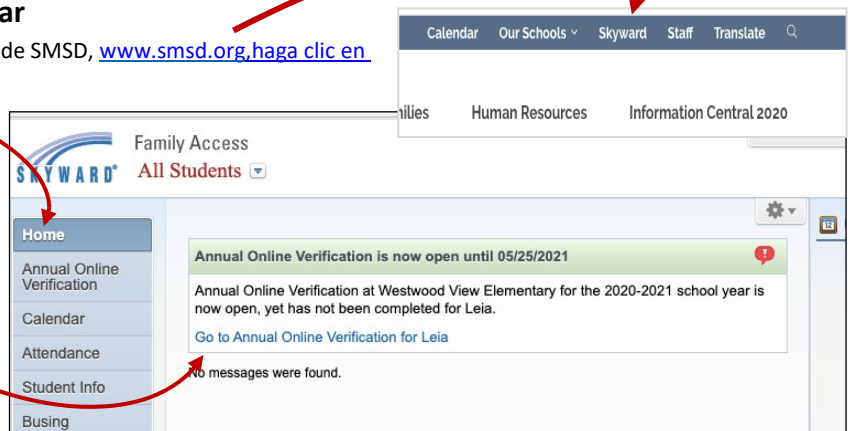 ar
de SMSD, www.smsd.org,haga clic en
Calendar Our Schools Skyward Staff Translate
ilies Human Resources Information Central 2020
SKYWARD® Family Access
All Students
Home
Annual Online
Verification
Calendar
Attendance
Student Info
Busing
Annual Online Verification is now open until 05/25/2021
Annual Online Verification at Westwood View Elementary for the 2020-2021 school year is
now open, yet has not been completed for Leia.
Go to Annual Online Verification for Leia
No messages were found.
12